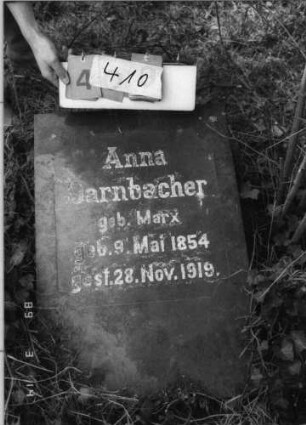 410
Anna
Darnbacher
geb. Marx
Geb. 9. Mai 1854
Gest. 28. Nov. 1919.